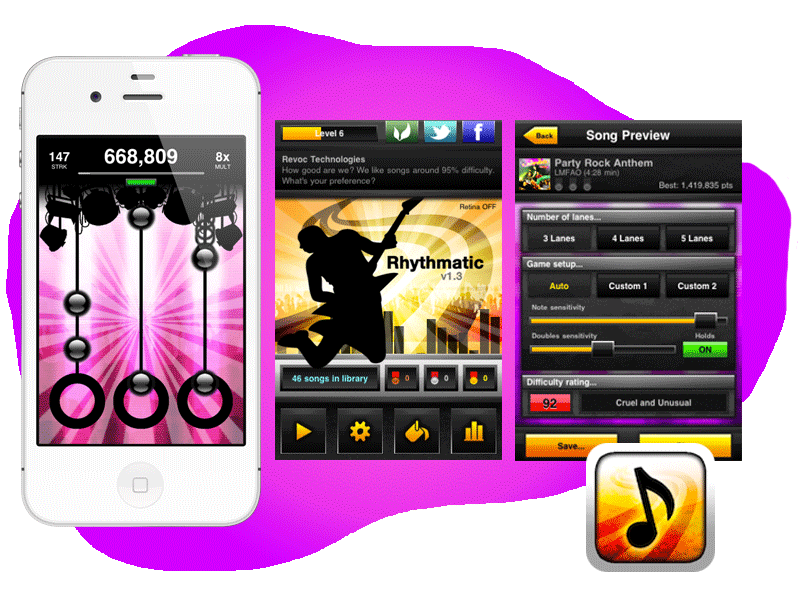 147
STRK
668,809
8x
MULT
Level 6
f
Revoc Technologies
How good are we? We like songs around 95% difficulty.
What's your preference?
Retina OFF
Rhythmatic
v1.3
46 songs in library
0
0
0
Back
Song Preview
Party Rock Anthem
LMFAO (4:28 min)
Best: 1,419,835 pts
Number of lanes...
3 Lanes
4 Lanes
5 Lanes
Game setup...
Auto
Custom 1
Custom 2
Note sensitivity
Doubles sensitivity
Holds
ON
Difficulty rating...
92
Cruel and Unusual
Save...